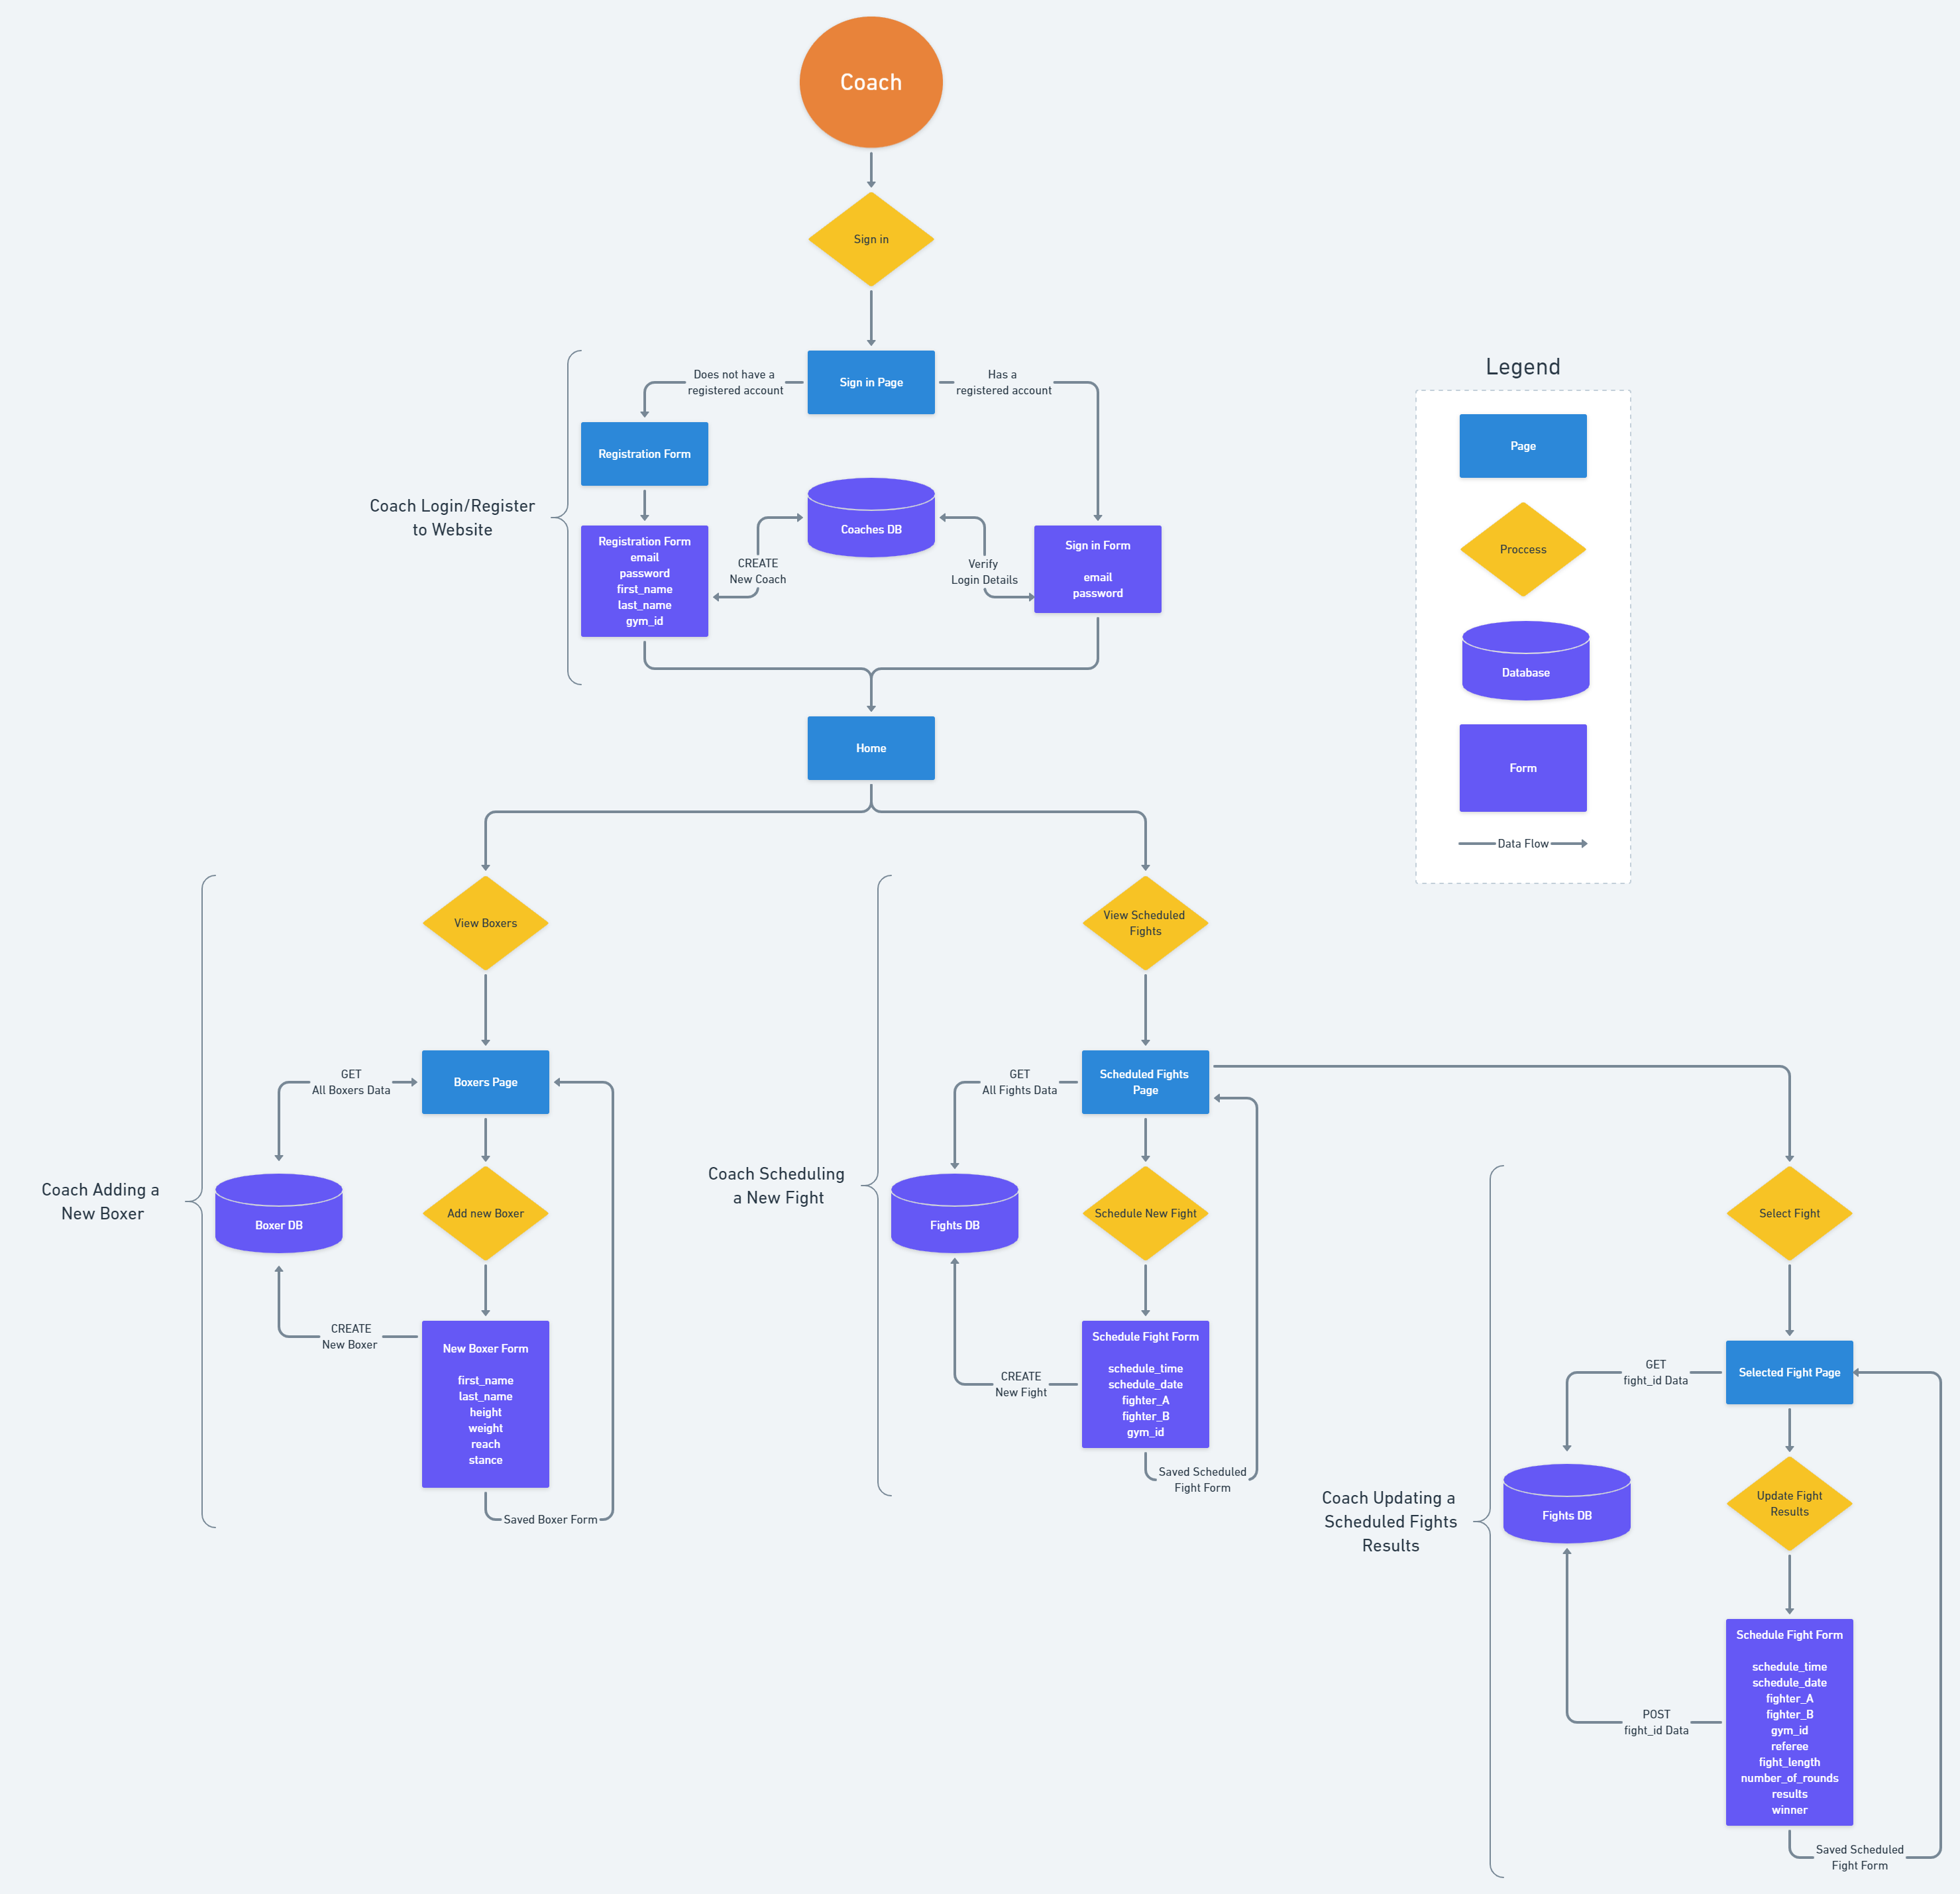 Coach
Sign in
Sign in Page
Does not have a
registered account
Has a
registered account
Registration Form
Coach Login/Register
to Website
Registration Form
email
password
first_name
last_name
gym_id
CREATE
New Coach
Coaches DB
Verify
Login Details
Sign in Form
email
password
Home
Legend
Page
Proccess
Database
Form
Data Flow
View Boxers
GET
All Boxers Data
Boxers Page
Coach Adding a
New Boxer
Boxer DB
Add new Boxer
CREATE
New Boxer
New Boxer Form
first_name
last_name
height
weight
reach
stance
Saved Boxer Form
View Scheduled
Fights
GET
All Fights Data
Scheduled Fights
Page
Coach Scheduling
a New Fight
Fights DB
Schedule New Fight
CREATE
New Fight
Schedule Fight Form
schedule_time
schedule_date
fighter_A
fighter_B
gym_id
Saved Scheduled
Fight Form
Select Fight
GET
fight_id Data
Selected Fight Page
Coach Updating a
Scheduled Fights
Results
Fights DB
Update Fight
Results
POST
fight_id Data
Schedule Fight Form
schedule_time
schedule_date
fighter_A
fighter_B
gym_id
referee
fight_length
number_of_rounds
results
winner
Saved Scheduled
Fight Form